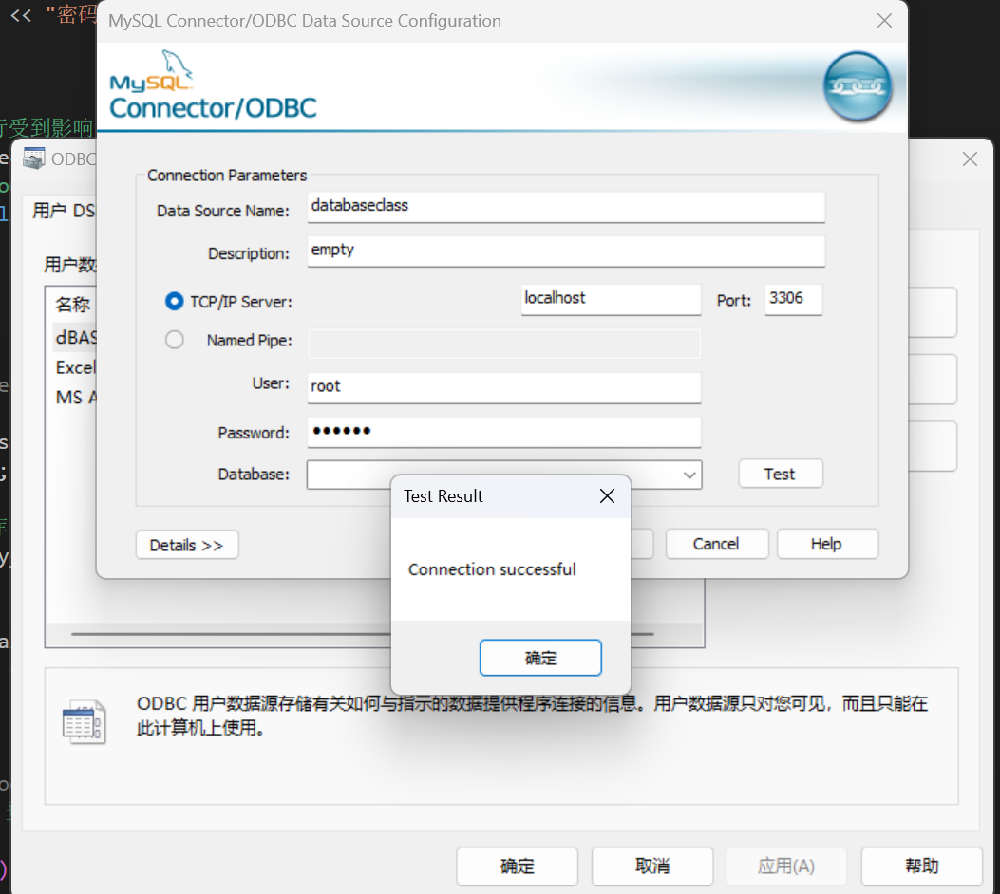 << "密码
MySQL Connector/ODBC Data Source Configuration
MySQL
Connector/ODBC
行受到影响
ODBC
用户 DS
用户数据
名称
dBAS
Excel
MS A
Connection Parameters
Data Source Name: databaseclass
Description: empty
TCP/IP Server: localhost Port: 3306
Named Pipe:
User: root
Password: ••••••
Database: Test
Details >> Cancel Help
Test Result
Connection successful
确定
ODBC 用户数据源存储有关如何与指示的数据提供程序连接的信息。用户数据源只对您可见，而且只能在
此计算机上使用。
确定 取消 应用(A) 帮助